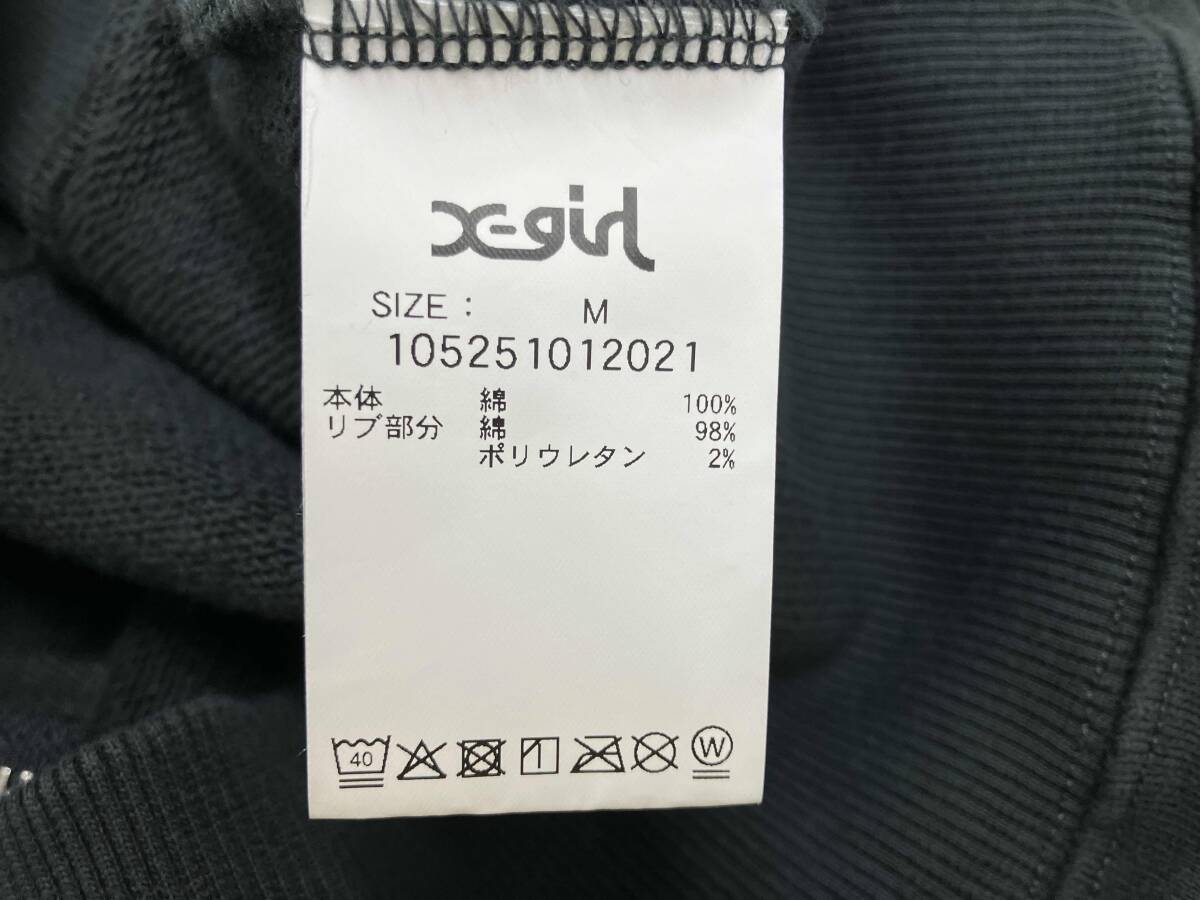 X-girl
SIZE : M
105251012021
本体 綿 100%
リブ部分 綿 98%
ポリウレタン 2%
40 W